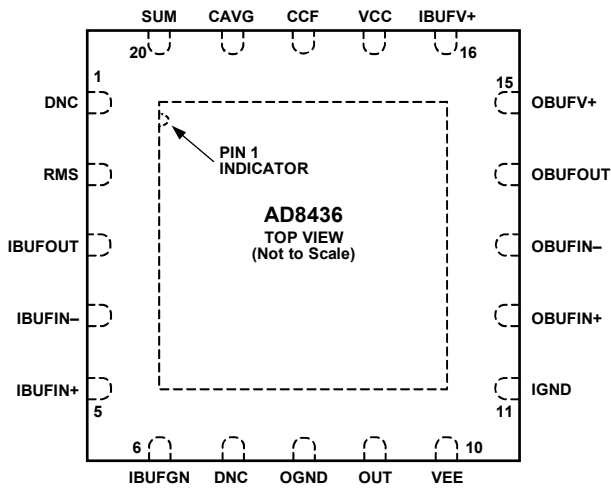 SUM CAVG CCF VCC IBUFV+
20 16
1 15
DNC OBUFV+
PIN 1
INDICATOR
RMS OBUFOUT
AD8436
TOP VIEW
(Not to Scale)
IBUFOUT OBUFIN–
IBUFIN– OBUFIN+
IBUFIN+ IGND
5 11
6 10
IBUFGN DNC OGND OUT VEE